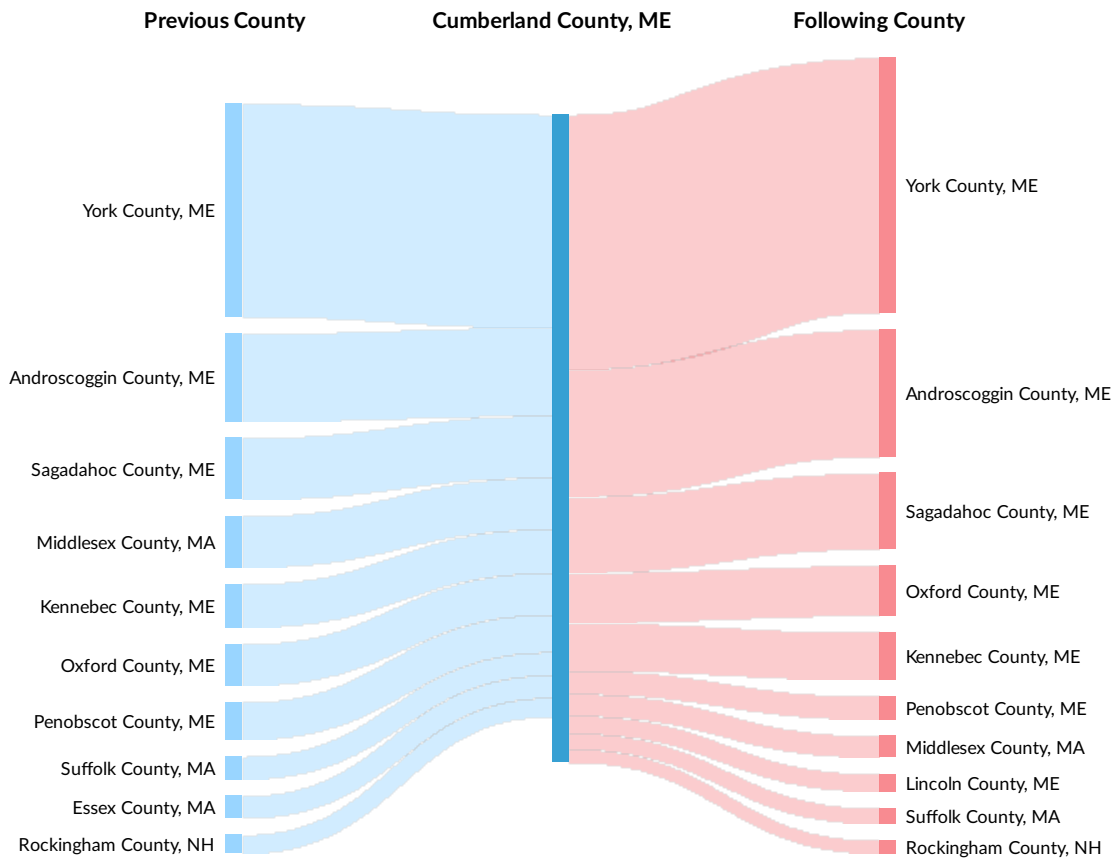 Previous County
Cumberland County, ME
Following County
York County, ME
Androscoggin County, ME
Sagadahoc County, ME
Middlesex County, MA
Kennebec County, ME
Oxford County, ME
Penobscot County, ME
Suffolk County, MA
Essex County, MA
Rockingham County, NH
York County, ME
Androscoggin County, ME
Sagadahoc County, ME
Oxford County, ME
Kennebec County, ME
Penobscot County, ME
Middlesex County, MA
Lincoln County, ME
Suffolk County, MA
Rockingham County, NH